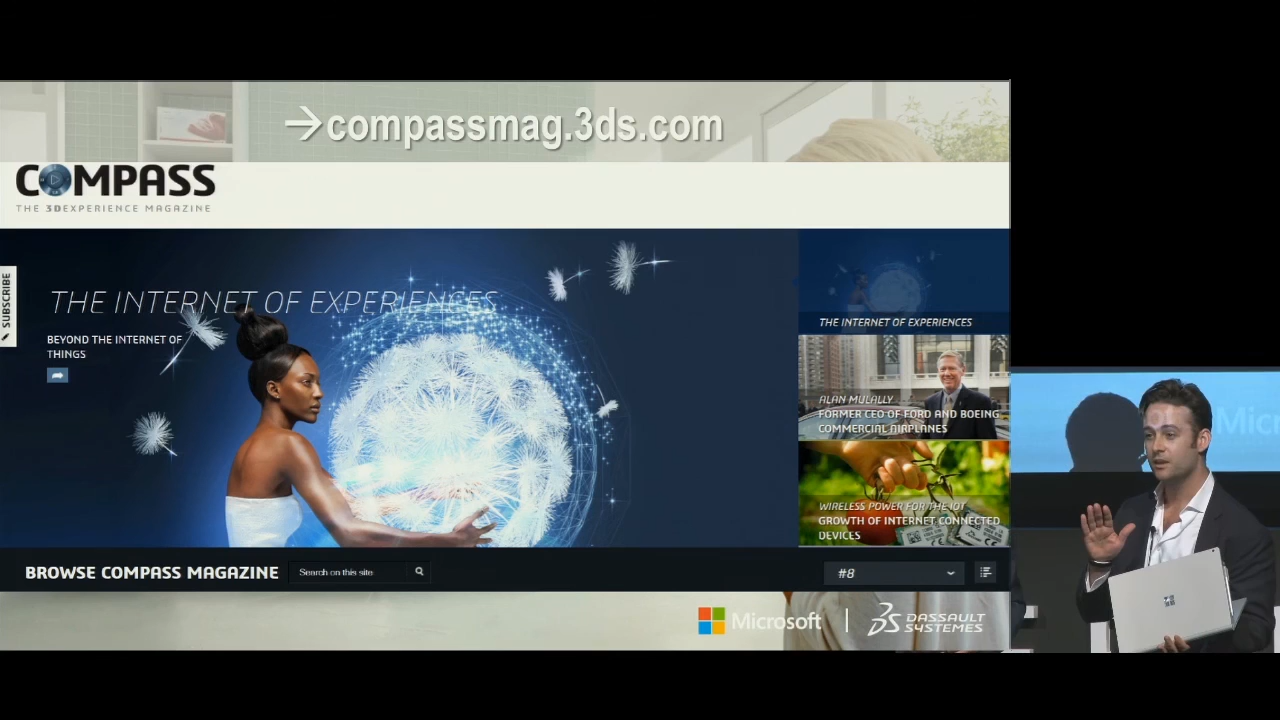 →compassmag.3ds.com
COMPASS
THE 3DEXPERIENCE MAGAZINE
SUBSCRIBE
THE INTERNET OF EXPERIENCES
BEYOND THE INTERNET OF
THINGS
THE INTERNET OF EXPERIENCES
ALAN MULALLY
FORMER CEO OF FORD AND BOEING
COMMERCIAL AIRPLANES
WIRELESS POWER FOR THE IOT
GROWTH OF INTERNET CONNECTED
DEVICES
BROWSE COMPASS MAGAZINE
Search on this site
#8
Microsoft
DASSAULT
SYSTEMES
Micr